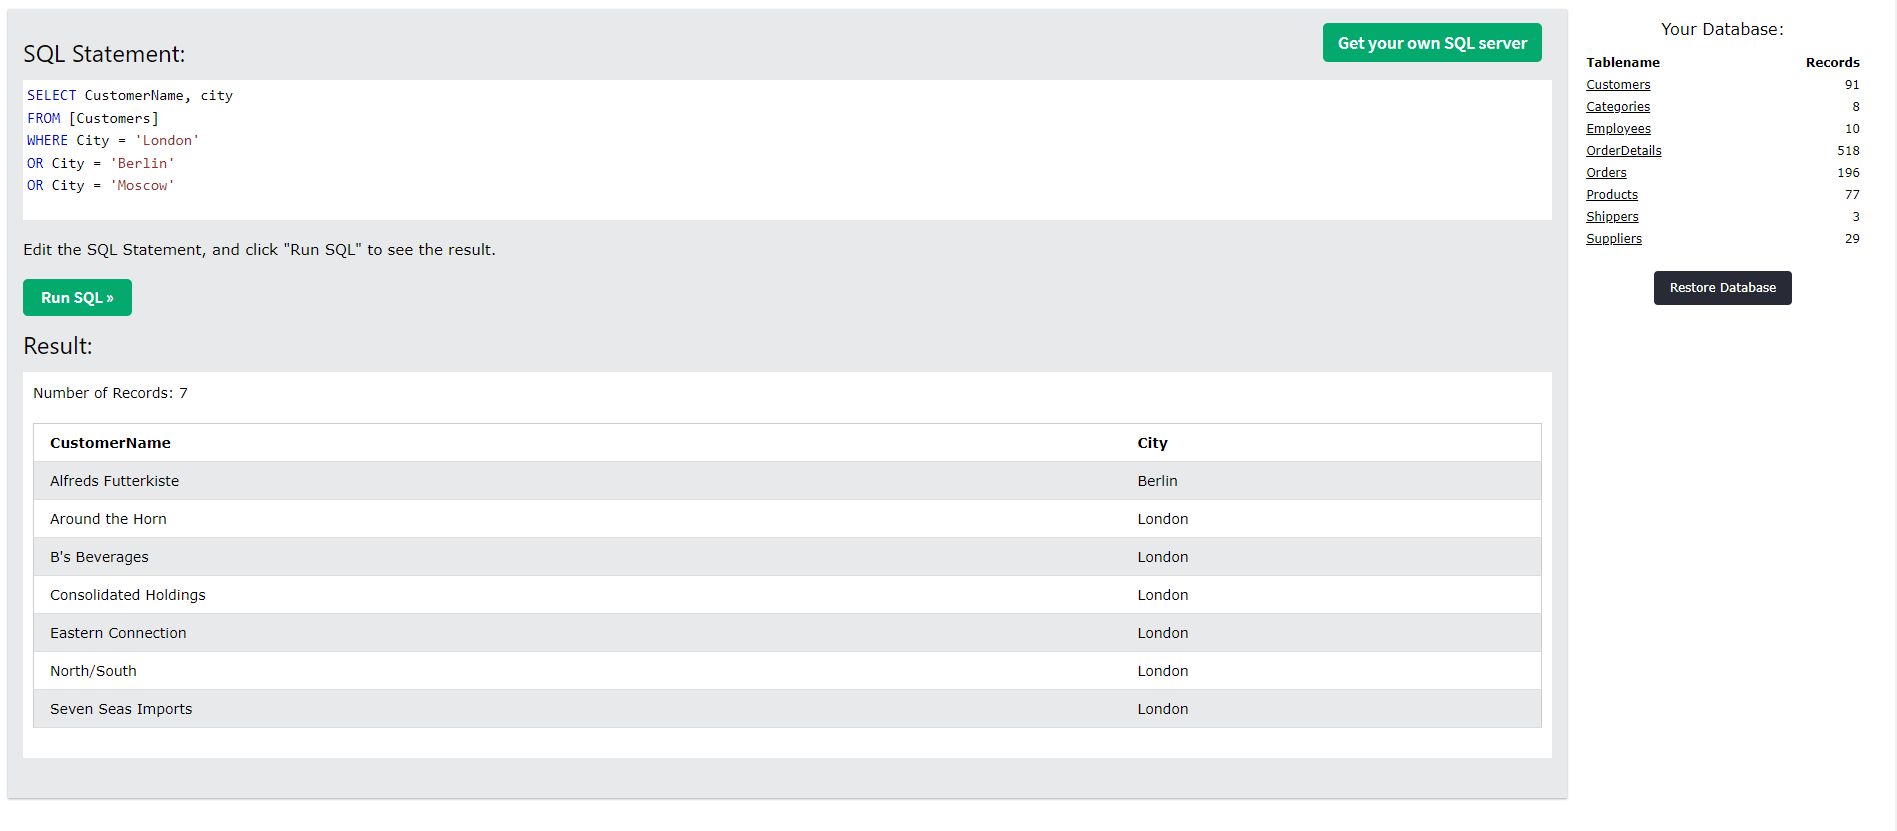 SQL Statement:
Get your own SQL server
SELECT CustomerName, city
FROM [Customers]
WHERE City = 'London'
OR City = 'Berlin'
OR City = 'Moscow'
Edit the SQL Statement, and click "Run SQL" to see the result.
Run SQL »
Result:
Number of Records: 7
CustomerName City
Alfreds Futterkiste Berlin
Around the Horn London
B's Beverages London
Consolidated Holdings London
Eastern Connection London
North/South London
Seven Seas Imports London
Your Database:
Tablename Records
Customers 91
Categories 8
Employees 10
OrderDetails 518
Orders 196
Products 77
Shippers 3
Suppliers 29
Restore Database